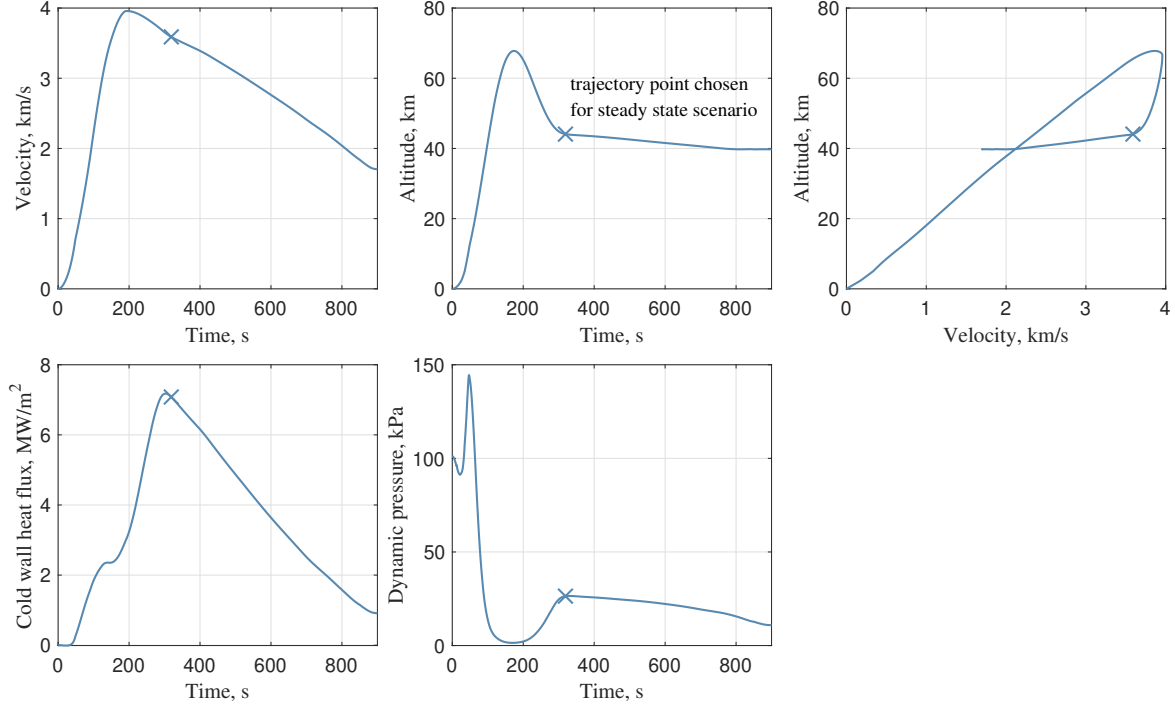 4
3
2
1
0
Velocity, km/s
0 200 400 600 800
Time, s
80
60
40
20
0
Altitude, km
trajectory point chosen
for steady state scenario
0 200 400 600 800
Time, s
80
60
40
20
0
Altitude, km
0 1 2 3 4
Velocity, km/s
8
6
4
2
0
Cold wall heat flux, MW/m²
0 200 400 600 800
Time, s
150
100
50
0
Dynamic pressure, kPa
0 200 400 600 800
Time, s